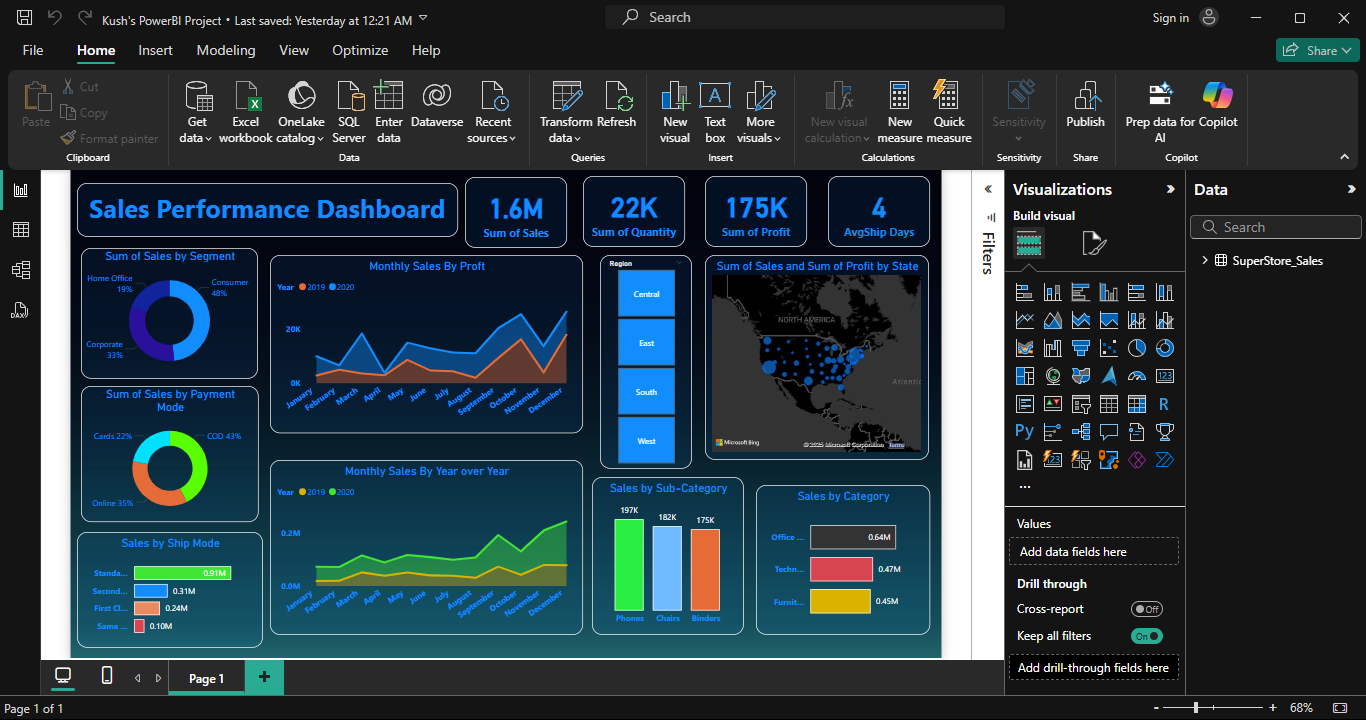 Kush's PowerBI Project • Last saved: Yesterday at 12:21 AM
Search
Sign in
File
Home
Insert
Modeling
View
Optimize
Help
Share
Paste
Cut
Copy
Format painter
Clipboard
Get data
Excel workbook
OneLake catalog
SQL Server
Enter data
Dataverse
Recent sources
Data
Transform data
Refresh
Queries
New visual
Text box
More visuals
Insert
New visual calculation
New measure
Quick measure
Calculations
Sensitivity
Sensitivity
Publish
Share
Prep data for AI
Copilot
Copilot
Sales Performance Dashboard
1.6M
Sum of Sales
22K
Sum of Quantity
175K
Sum of Profit
4
AvgShip Days
Sum of Sales by Segment
Home Office
19%
Consumer
48%
Corporate
33%
Sum of Sales by Payment
Mode
Cards 22%
COD 43%
Online 35%
Sales by Ship Mode
Standa...
0.91M
Second...
0.31M
First Cl...
0.24M
Same ...
0.10M
Monthly Sales By Proft
Year 2019 2020
20K
0K
January
February
March
April
May
June
July
August
September
October
November
December
Monthly Sales By Year over Year
Year 2019 2020
0.2M
0.0M
January
February
March
April
May
June
July
August
September
October
November
December
Region
Central
East
South
West
Sum of Sales and Sum of Profit by State
NORTH AMERICA
Atlantic
Microsoft Bing
© 2025 Microsoft Corporation Terms
Sales by Sub-Category
197K
182K
175K
Phones
Chairs
Binders
Sales by Category
Office ...
0.64M
Techn...
0.47M
Furnit...
0.45M
Filters
Visualizations
Build visual
R
Py
123
123
...
Values
Add data fields here
Drill through
Cross-report
Off
Keep all filters
On
Add drill-through fields here
Data
Search
SuperStore_Sales
DAX
Page 1
+
Page 1 of 1
- + 68%